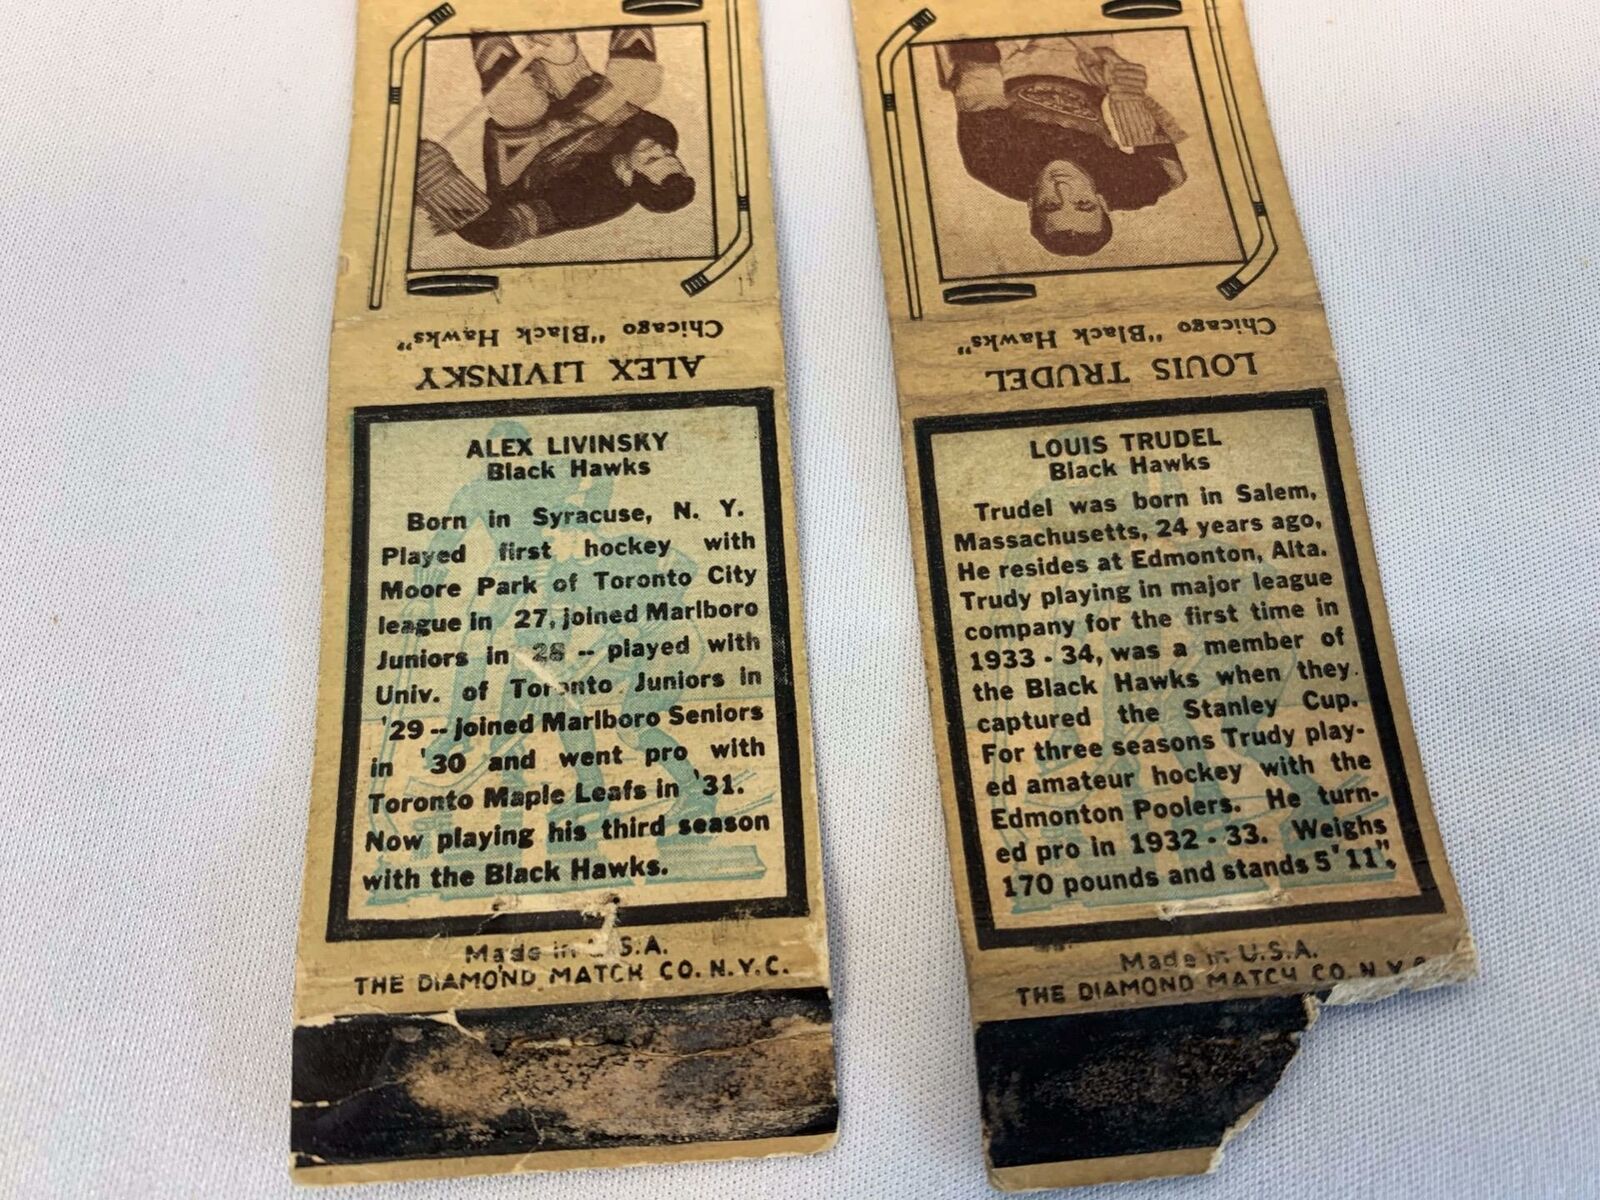 Chicago "Black Hawks"
ALEX LIVINSKY
ALEX LIVINSKY
Black Hawks
Born in Syracuse, N. Y.
Played first hockey with
Moore Park of Toronto City
league in 27, joined Marlboro
Juniors in 28 -- played with
Univ. of Toronto Juniors in
'29 -- joined Marlboro Seniors
in '30 and went pro with
Toronto Maple Leafs in '31.
Now playing his third season
with the Black Hawks.
Made in U.S.A.
THE DIAMOND MATCH CO. N.Y.C.
Chicago "Black Hawks"
LOUIS TRUDEL
LOUIS TRUDEL
Black Hawks
Trudel was born in Salem,
Massachusetts, 24 years ago,
He resides at Edmonton, Alta.
Trudy playing in major league
company for the first time in
1933 - 34, was a member of
the Black Hawks when they
captured the Stanley Cup.
For three seasons Trudy play-
ed amateur hockey with the
Edmonton Poolers. He turn-
ed pro in 1932 - 33. Weighs
170 pounds and stands 5' 11".
Made in U.S.A.
THE DIAMOND MATCH CO. N.Y.C.